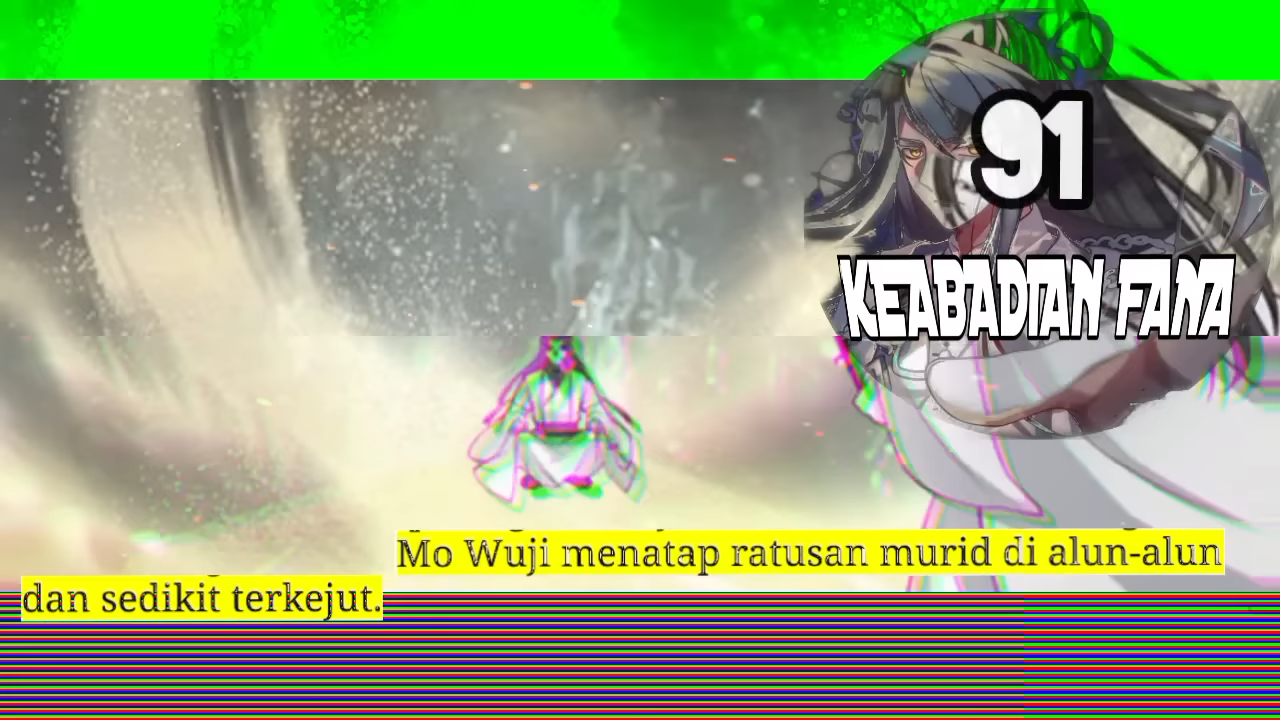 91
KEABADIAN FANA
Mo Wuji menatap ratusan murid di alun-alun
dan sedikit terkejut.